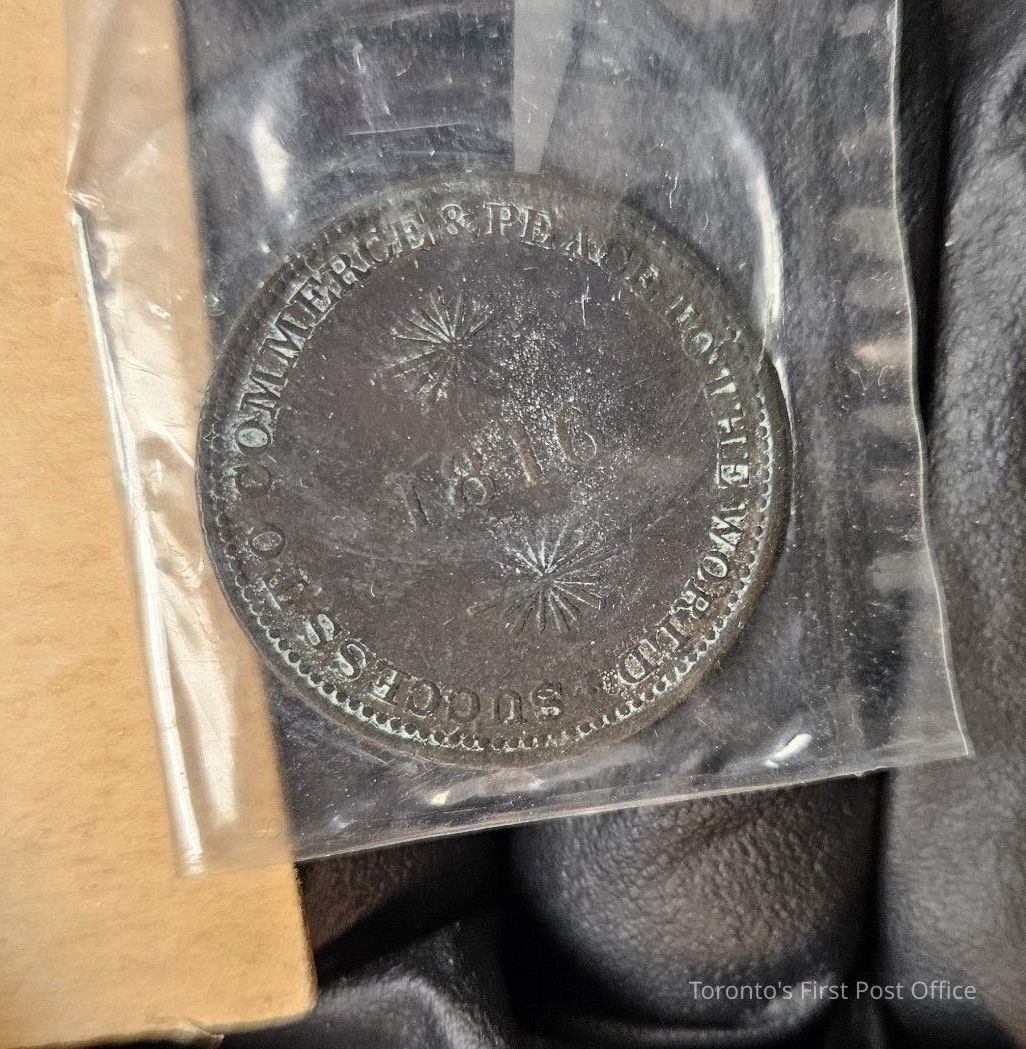 SUCCESS TO COMMERCE & PEACE TO THE WORLD
1816
Toronto's First Post Office